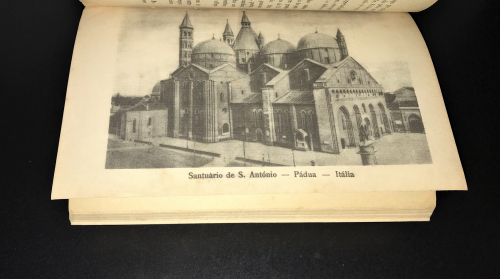 Santuário de S. António — Pádua — Itália